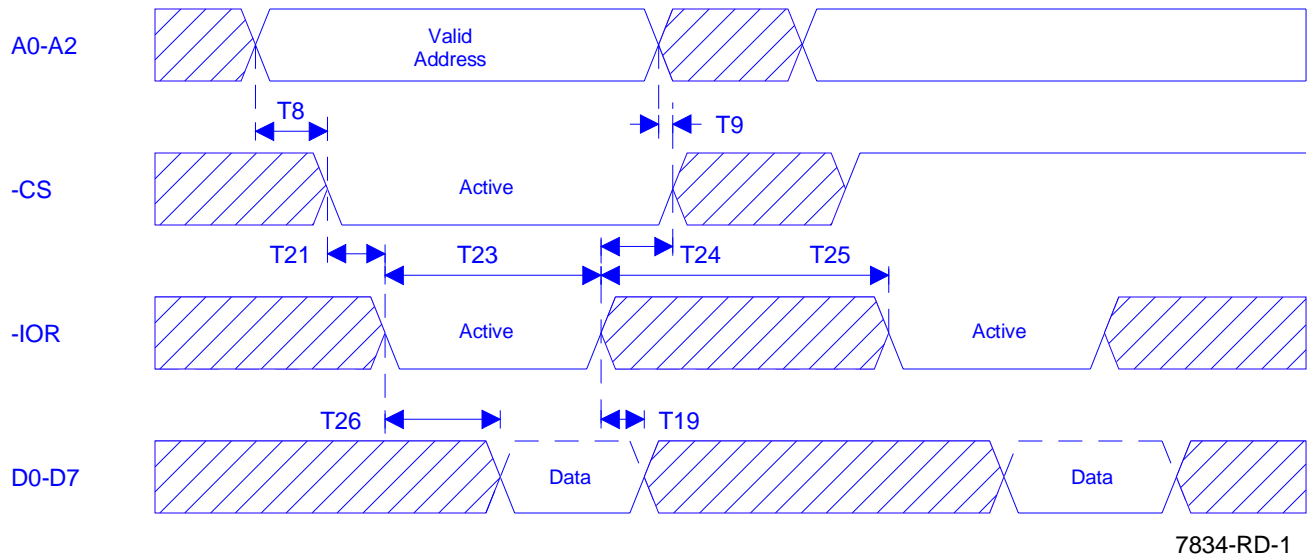 A0-A2
Valid
Address
T8
T9
-CS
Active
T21
T23
T24
T25
-IOR
Active
Active
T26
T19
D0-D7
Data
Data
7834-RD-1